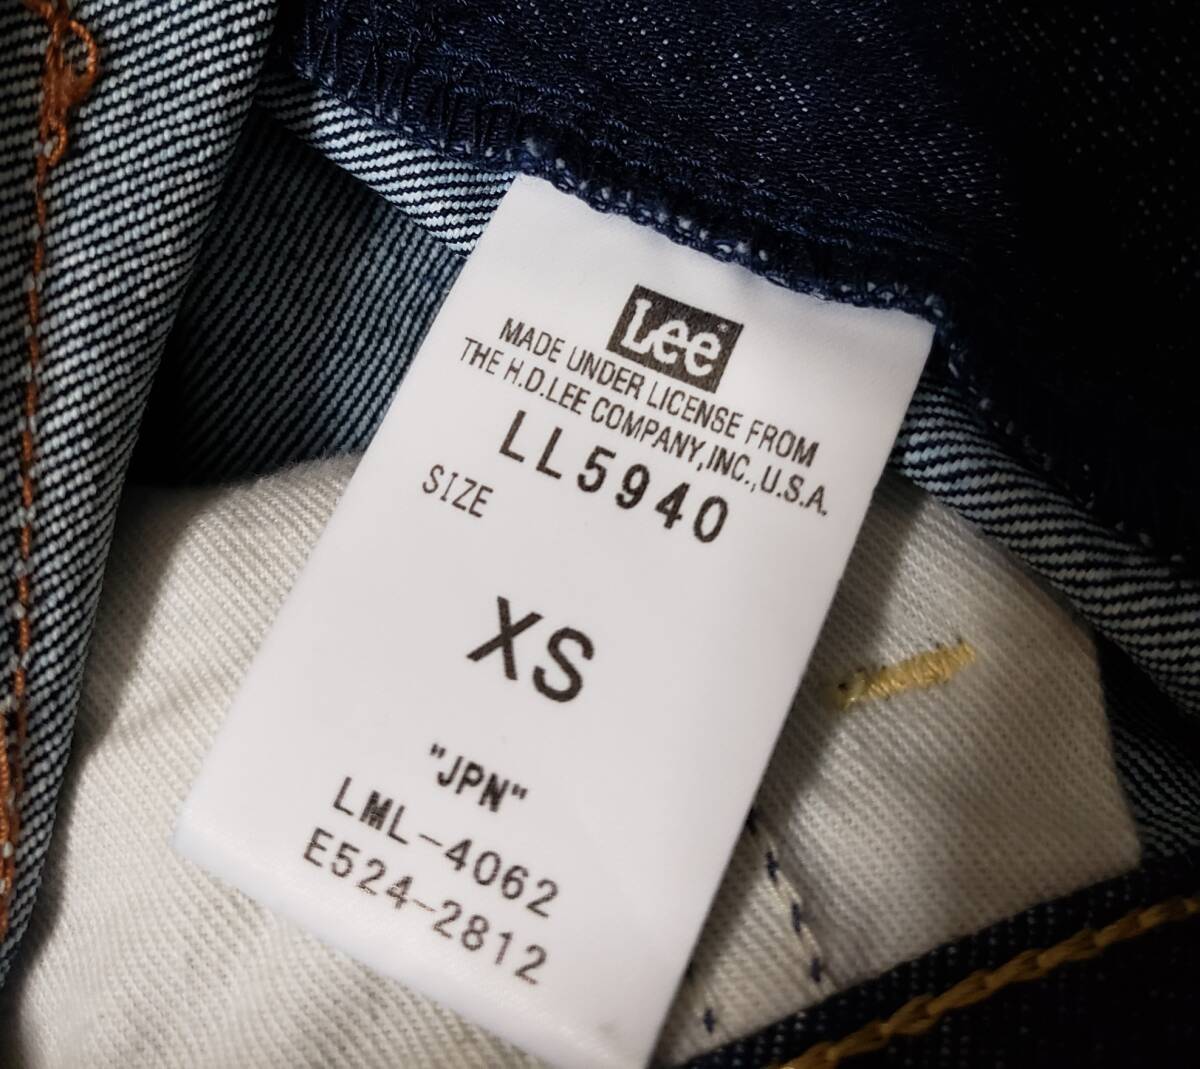 Lee
MADE UNDER LICENSE FROM
THE H.D.LEE COMPANY,INC.,U.S.A.
LL5940
SIZE
XS
"JPN"
LML-4062
E524-2812